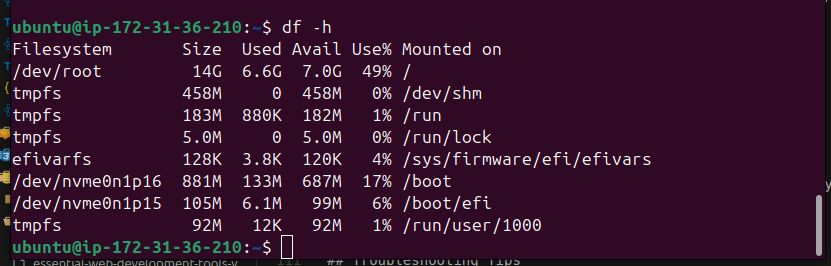 ubuntu@ip-172-31-36-210:~$ df -h
Filesystem Size Used Avail Use% Mounted on
/dev/root 14G 6.6G 7.0G 49% /
tmpfs 458M 0 458M 0% /dev/shm
tmpfs 183M 880K 182M 1% /run
tmpfs 5.0M 0 5.0M 0% /run/lock
efivarfs 128K 3.8K 120K 4% /sys/firmware/efi/efivars
/dev/nvme0n1p16 881M 133M 687M 17% /boot
/dev/nvme0n1p15 105M 6.1M 99M 6% /boot/efi
tmpfs 92M 12K 92M 1% /run/user/1000
ubuntu@ip-172-31-36-210:~$
essential-web-development-tools-y
## Troubleshooting Tips